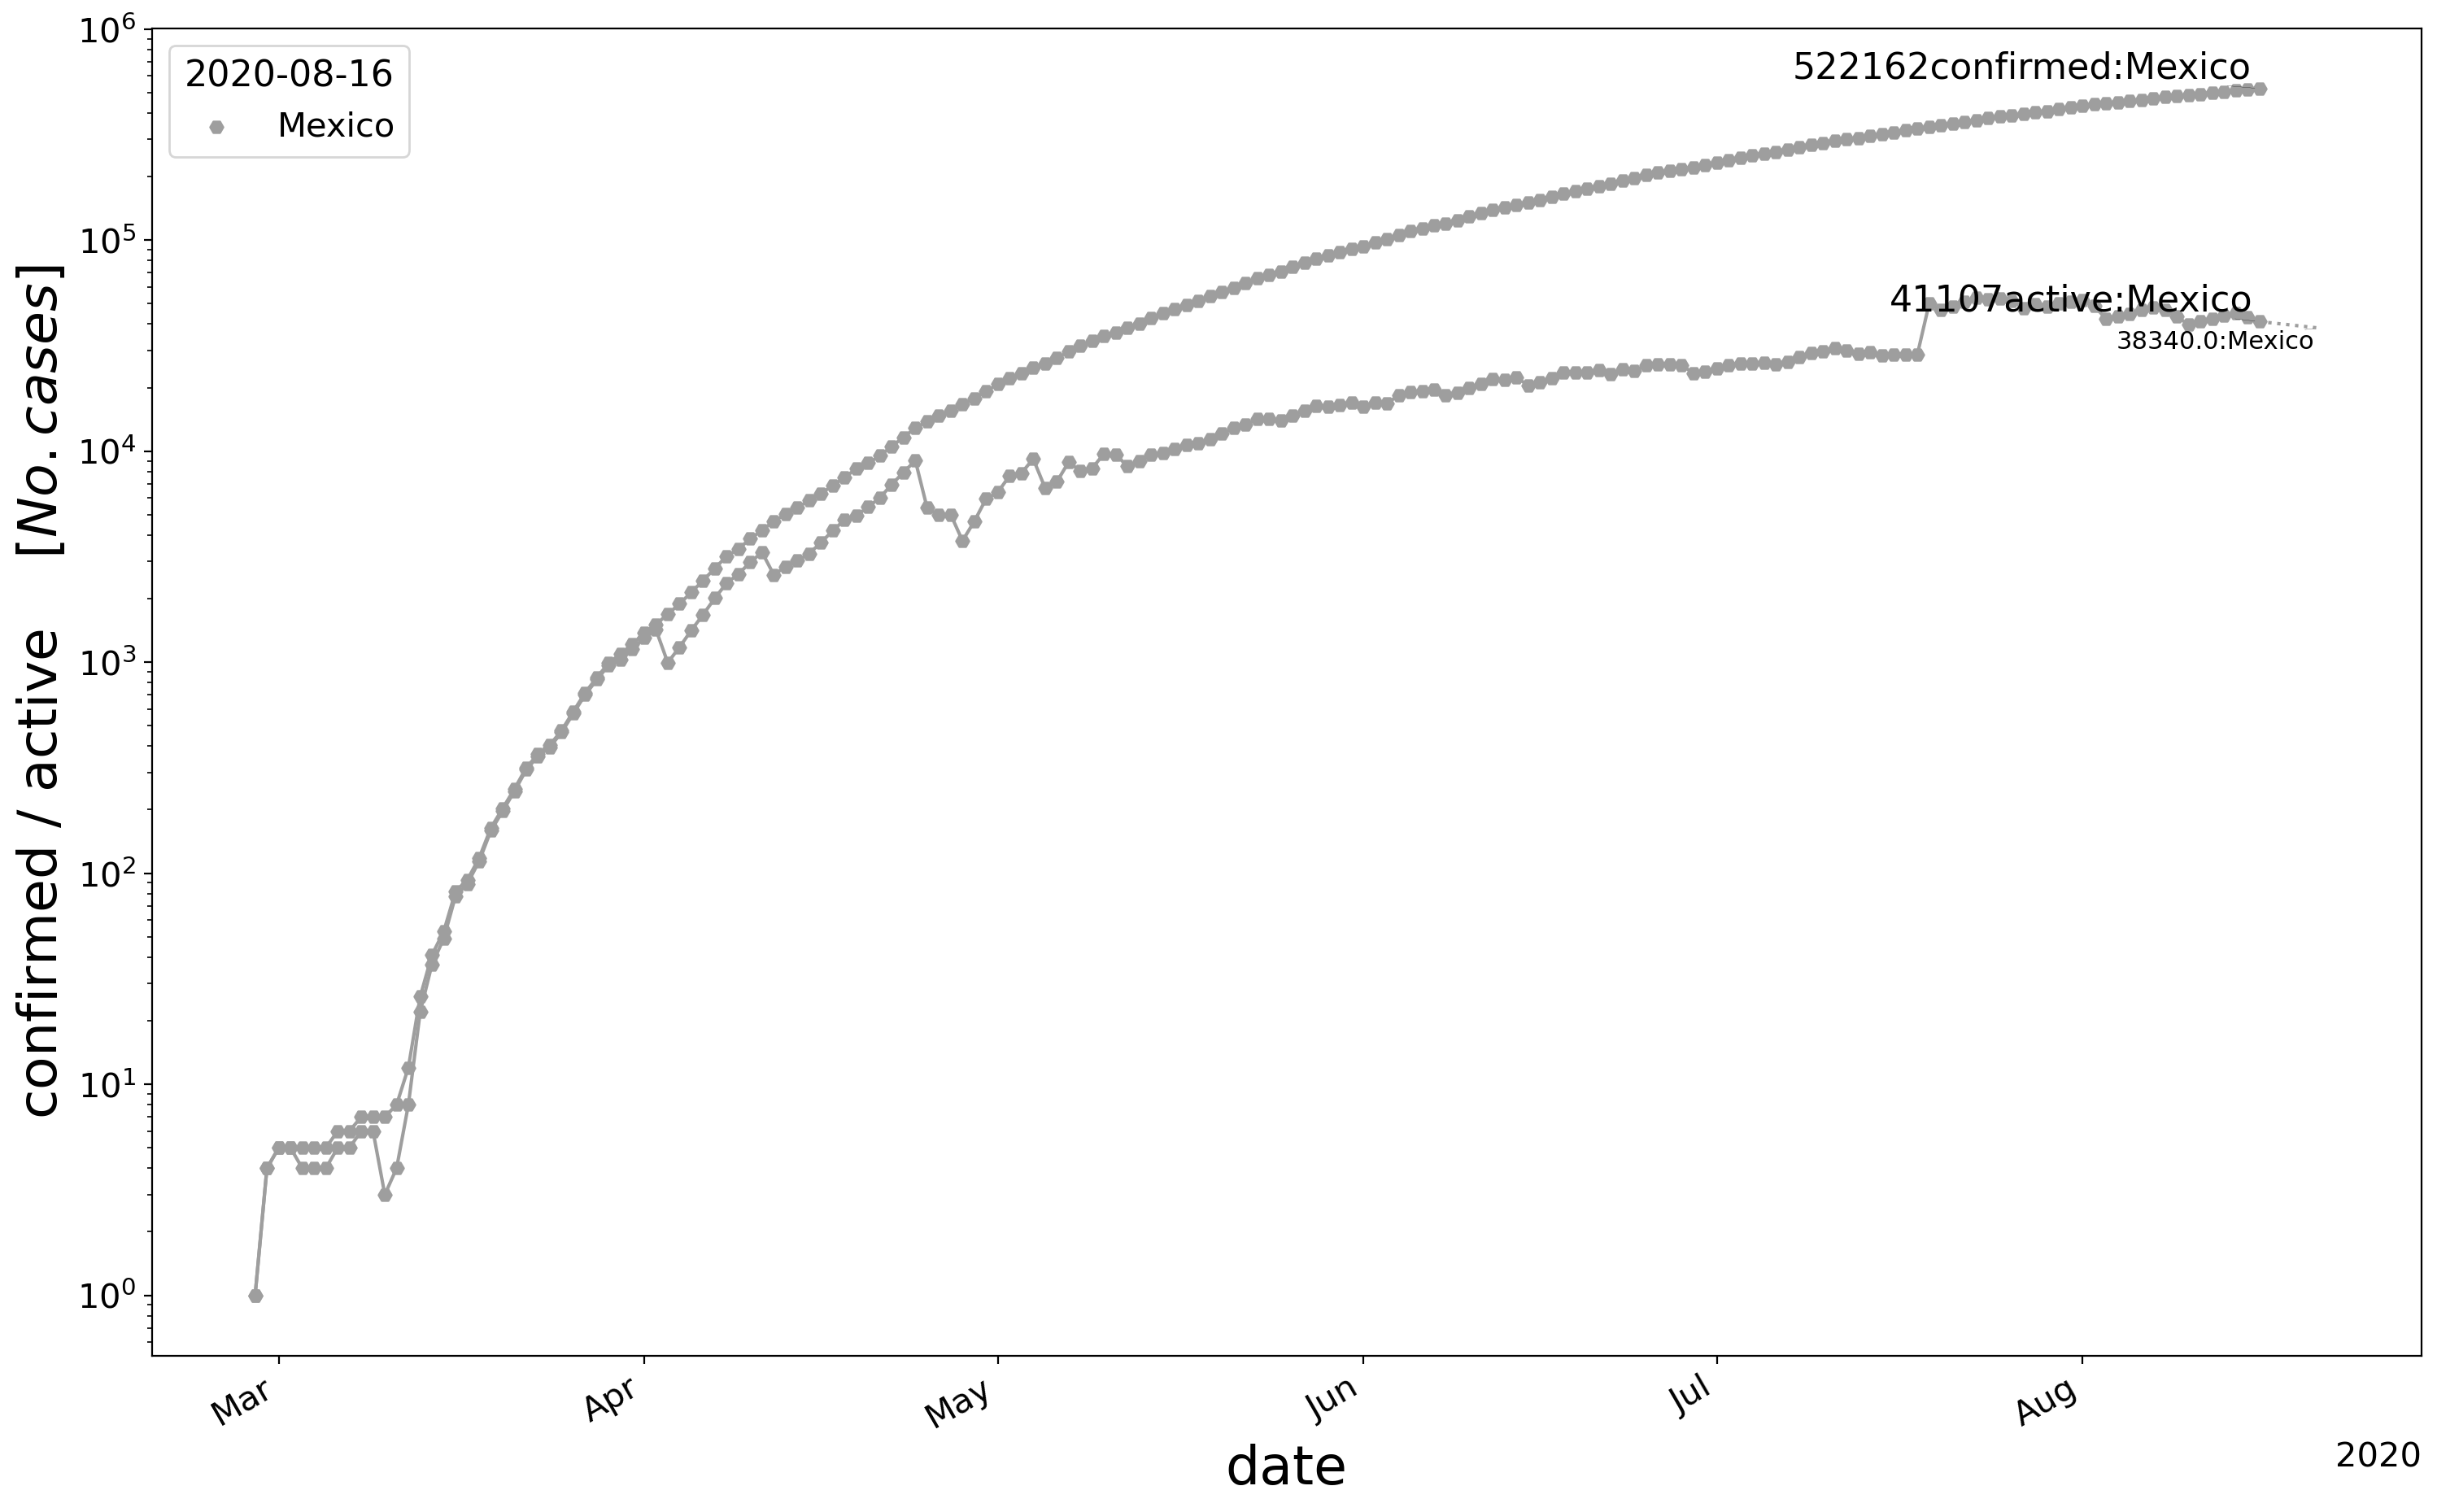 10^6
10^5
10^4
10^3
10^2
10^1
10^0
confirmed / active [No.cases]
2020-08-16
Mexico
522162confirmed:Mexico
41107active:Mexico
38340.0:Mexico
Mar
Apr
May
Jun
Jul
Aug
date
2020